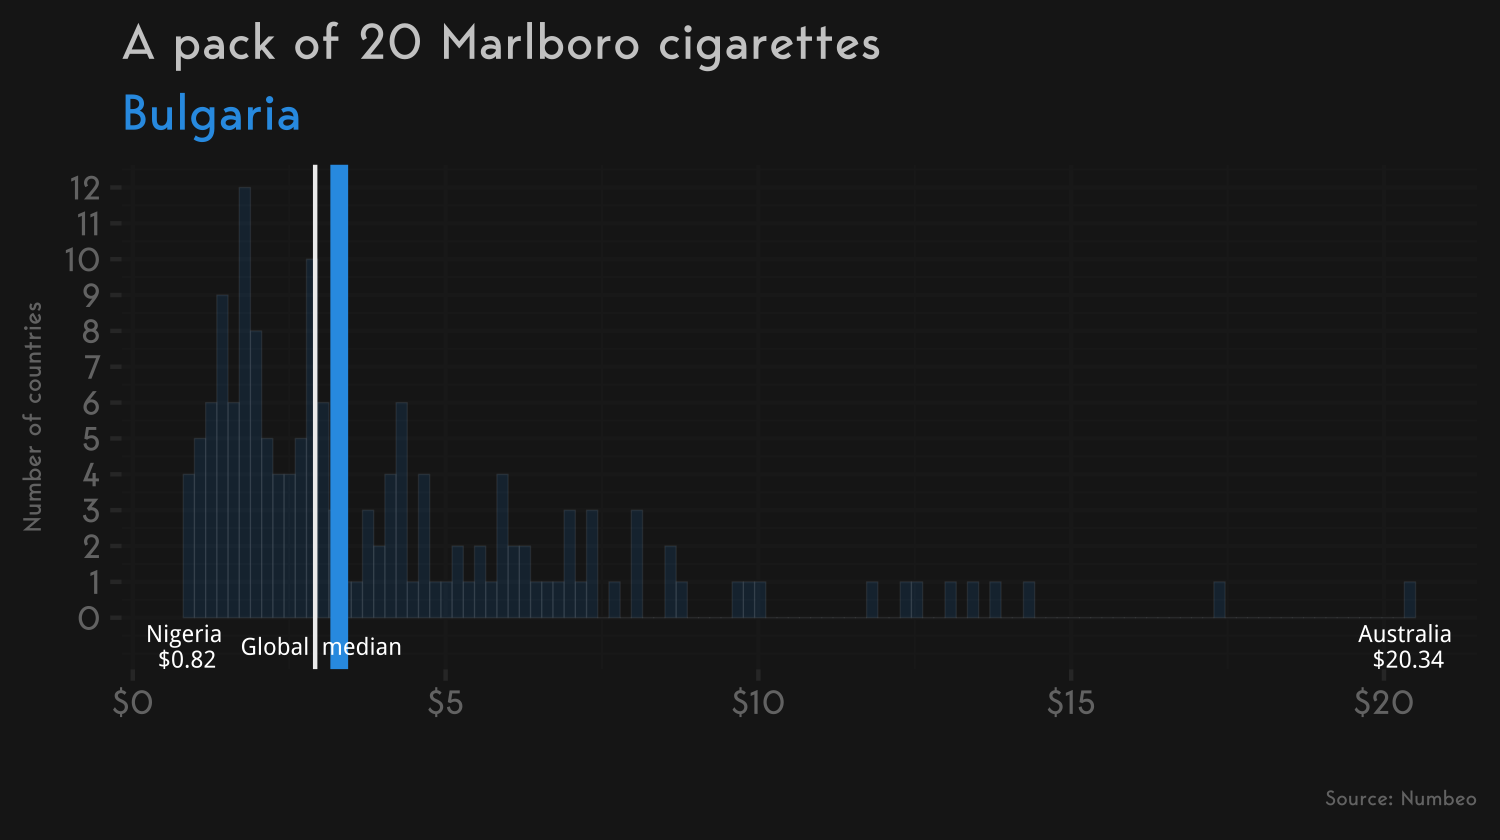 A pack of 20 Marlboro cigarettes
Bulgaria
12
11
10
9
8
7
6
5
4
3
2
1
0
Number of countries
Nigeria
$0.82
Global median
Australia
$20.34
$0 $5 $10 $15 $20
Source: Numbeo